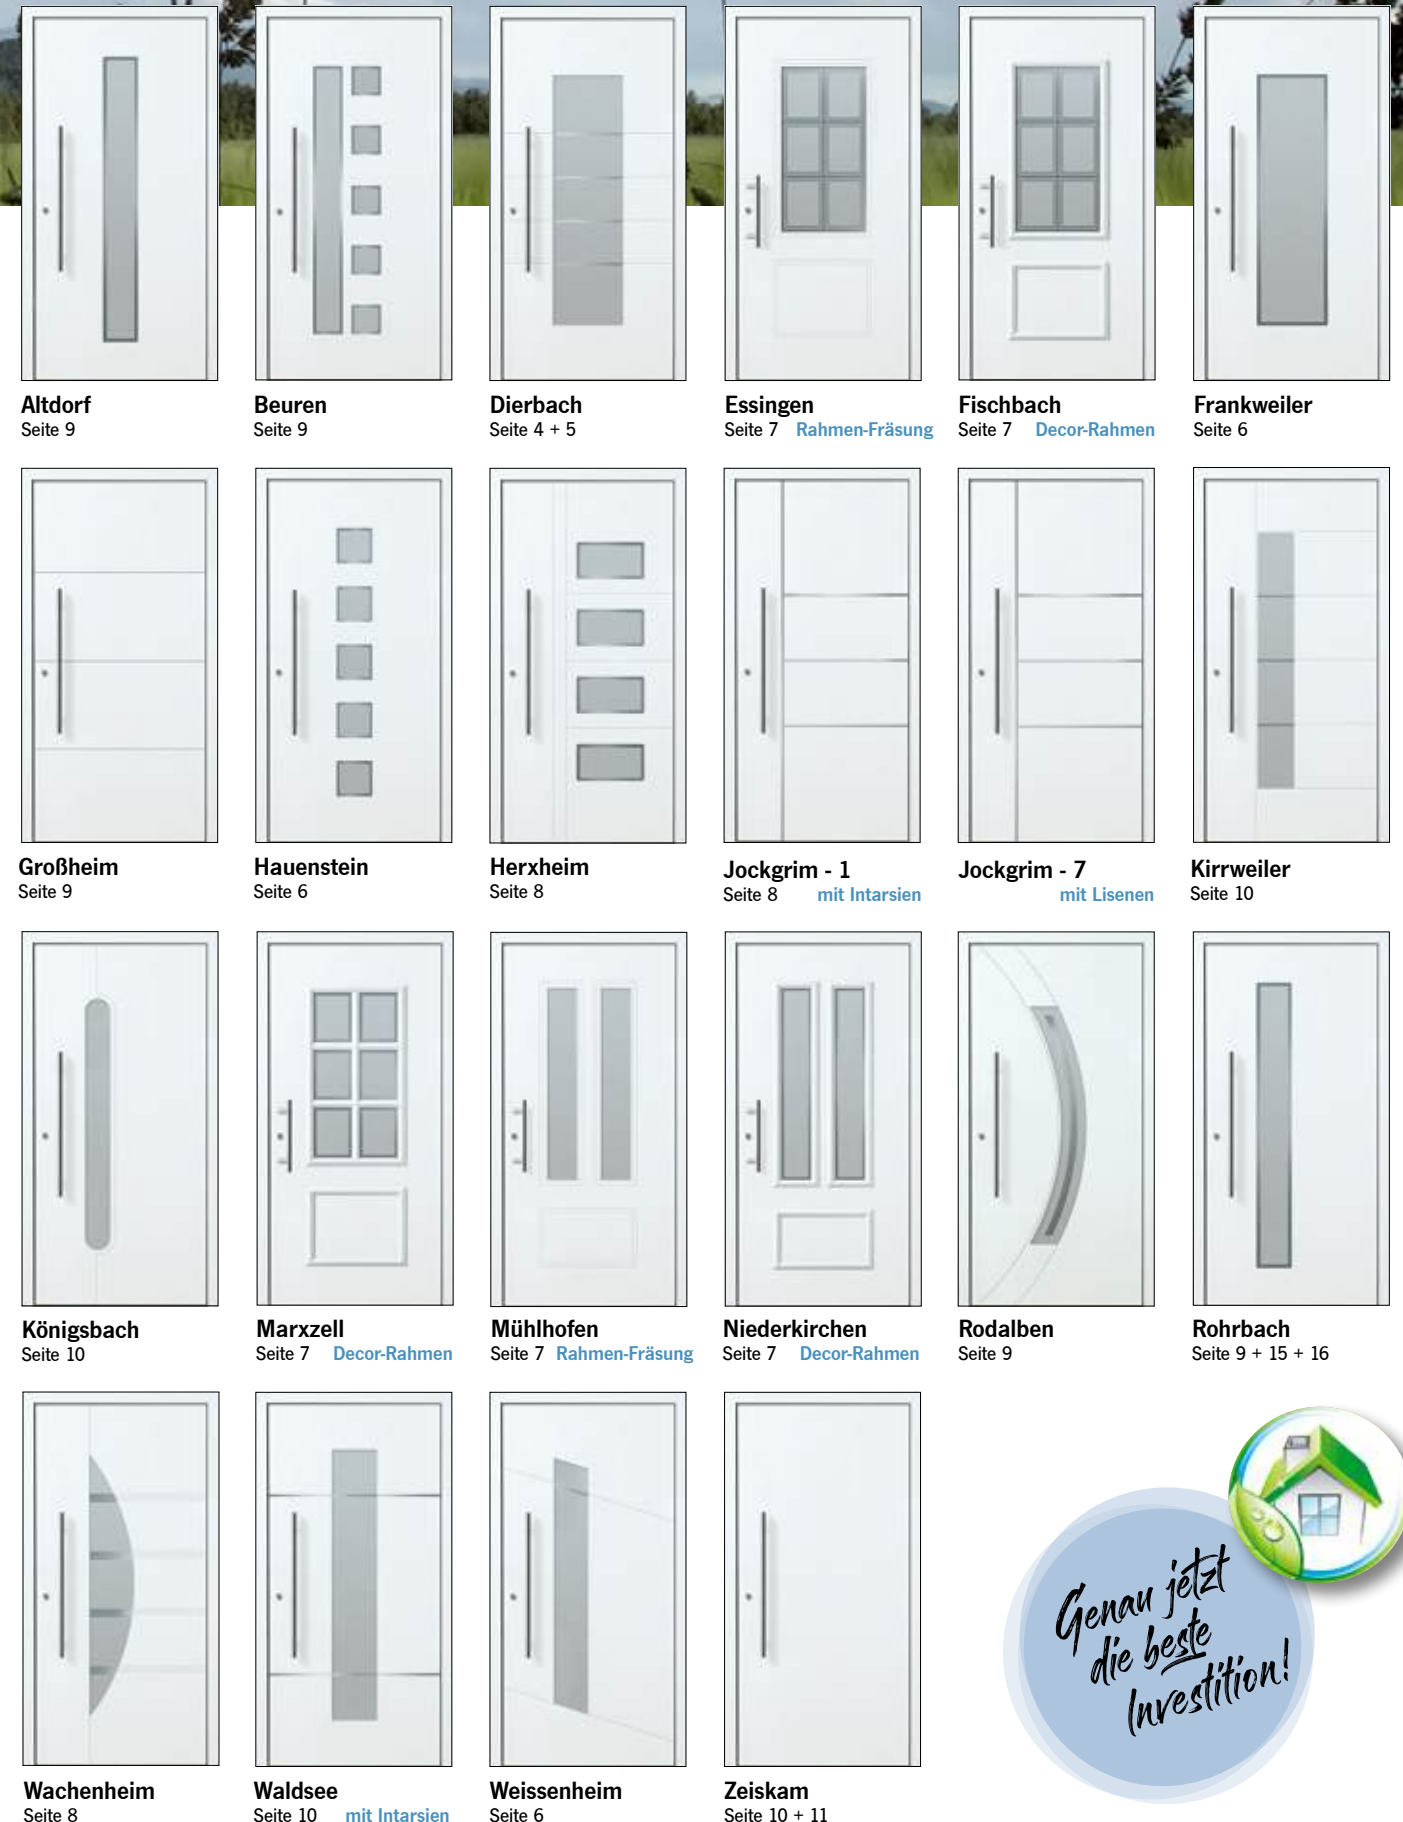 Altdorf
Seite 9
Beuren
Seite 9
Dierbach
Seite 4 + 5
Essingen
Seite 7 Rahmen-Fräsung
Fischbach
Seite 7 Decor-Rahmen
Frankweiler
Seite 6
Großheim
Seite 9
Hauenstein
Seite 6
Herxheim
Seite 8
Jockgrim - 1
Seite 8 mit Intarsien
Jockgrim - 7
mit Lisenen
Kirrweiler
Seite 10
Königsbach
Seite 10
Marxzell
Seite 7 Decor-Rahmen
Mühlhofen
Seite 7 Rahmen-Fräsung
Niederkirchen
Seite 7 Decor-Rahmen
Rodalben
Seite 9
Rohrbach
Seite 9 + 15 + 16
Wachenheim
Seite 8
Waldsee
Seite 10 mit Intarsien
Weissenheim
Seite 6
Zeiskam
Seite 10 + 11
Genau jetzt
die beste
Investition!